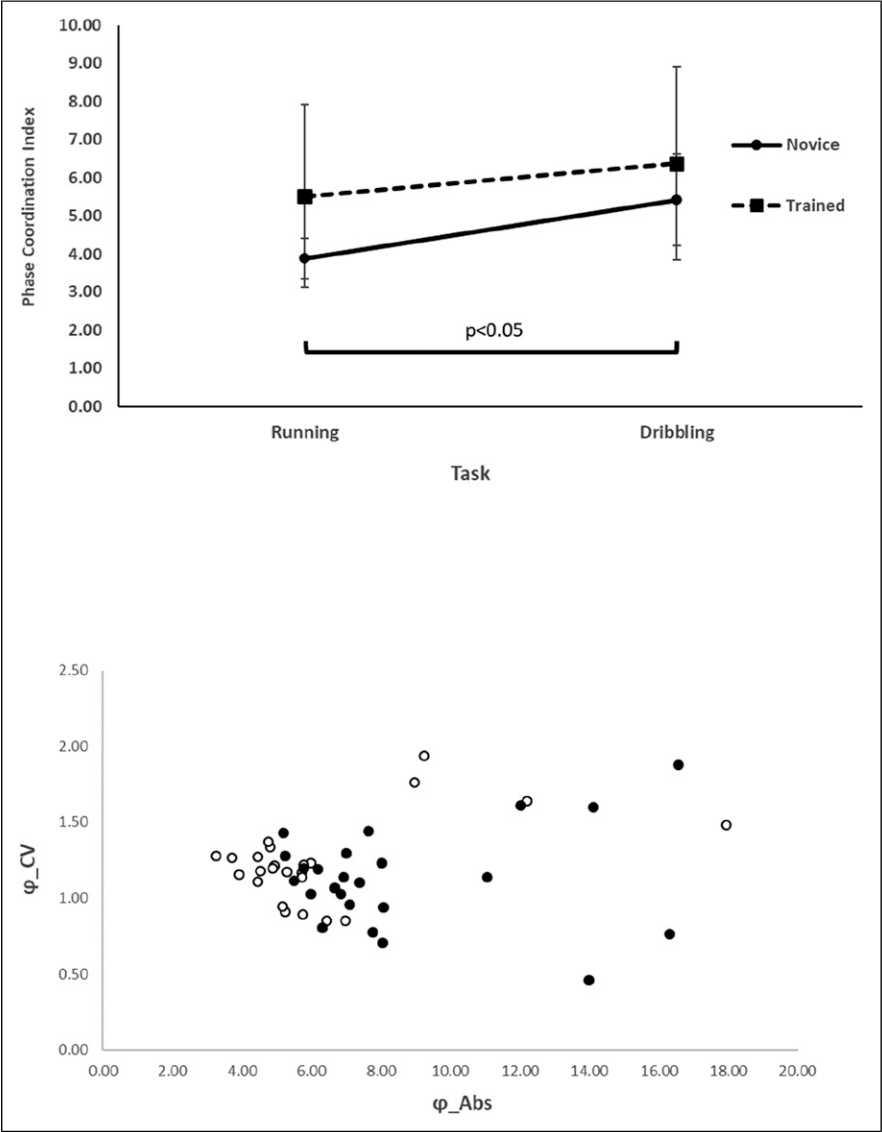 10.00
9.00
8.00
7.00
6.00
5.00
4.00
3.00
2.00
1.00
0.00
Phase Coordination Index
Novice
Trained
p<0.05
Running Dribbling
Task
2.50
2.00
1.50
1.00
0.50
0.00
φ_CV
0.00 2.00 4.00 6.00 8.00 10.00 12.00 14.00 16.00 18.00 20.00
φ_Abs